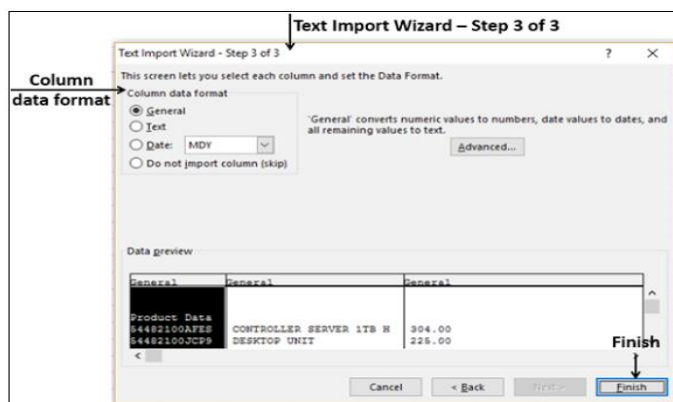 Text Import Wizard – Step 3 of 3
Text Import Wizard - Step 3 of 3 ? ×
This screen lets you select each column and set the Data Format.
Column
data format
Column data format
General
Text
Date: MDY
Do not import column (skip)
'General' converts numeric values to numbers, date values to dates, and
all remaining values to text.
Advanced...
Data preview
General General General
Product Data
54482100AFES CONTROLLER SERVER 1TB H 304.00
54482100JCP9 DESKTOP UNIT 225.00
Finish
Cancel < Back Next > Finish